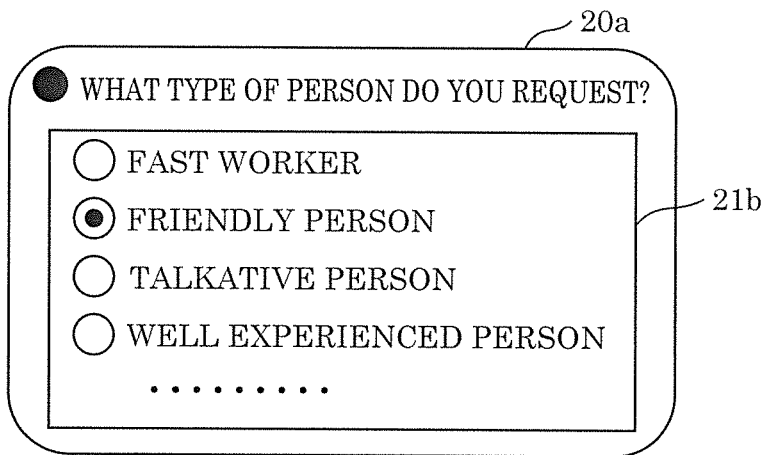 20a
WHAT TYPE OF PERSON DO YOU REQUEST?
FAST WORKER
FRIENDLY PERSON
21b
TALKATIVE PERSON
WELL EXPERIENCED PERSON
.........